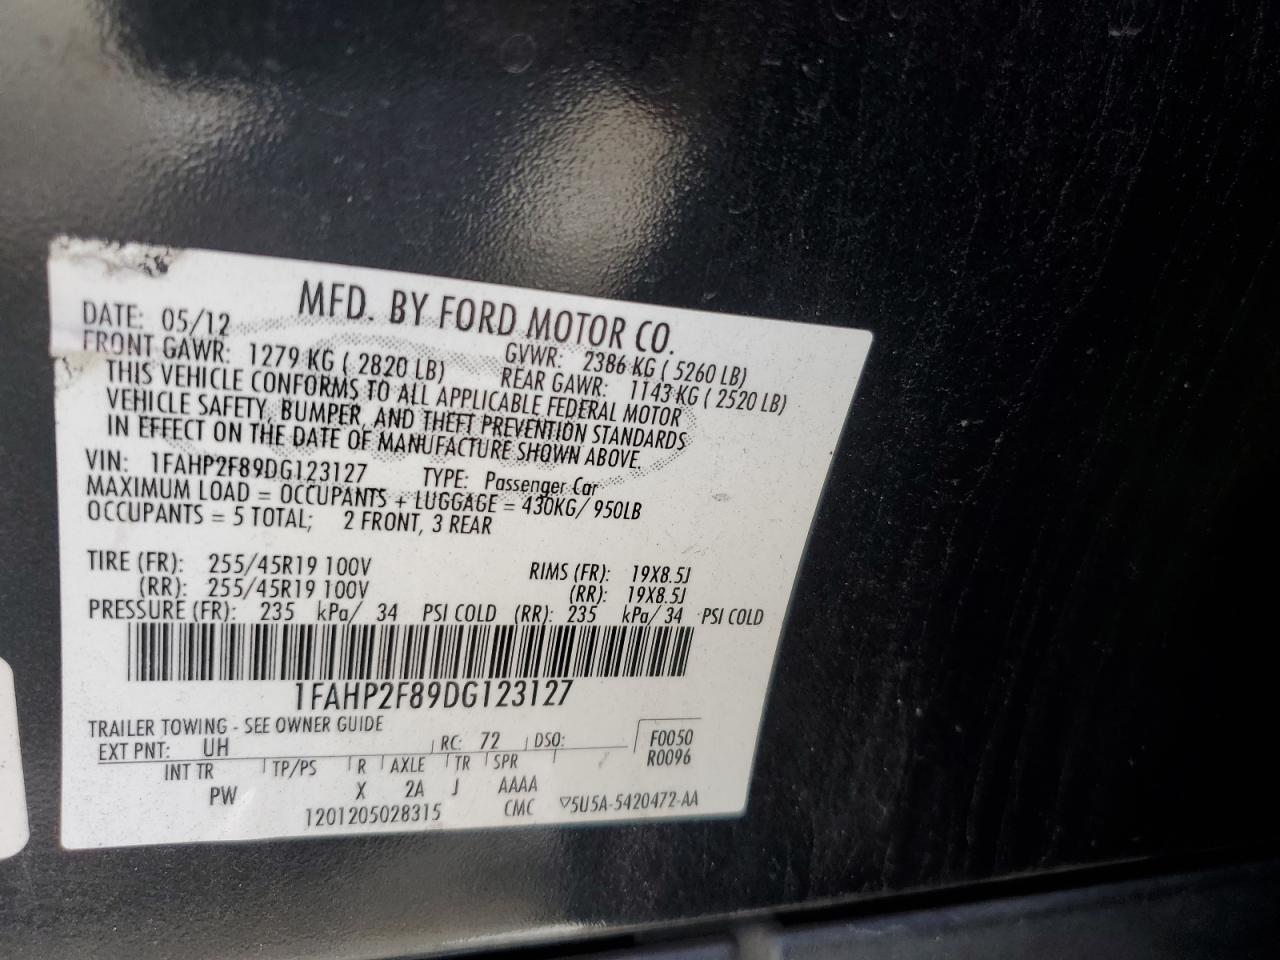 MFD. BY FORD MOTOR CO.
DATE: 05/12 GVWR: 2386 KG ( 5260 LB)
FRONT GAWR: 1279 KG ( 2820 LB) REAR GAWR: 1143 KG ( 2520 LB)
THIS VEHICLE CONFORMS TO ALL APPLICABLE FEDERAL MOTOR
VEHICLE SAFETY, BUMPER, AND THEFT PREVENTION STANDARDS
IN EFFECT ON THE DATE OF MANUFACTURE SHOWN ABOVE.
VIN: 1FAHP2F89DG123127 TYPE: Passenger Car
MAXIMUM LOAD = OCCUPANTS + LUGGAGE = 430KG/ 950LB
OCCUPANTS = 5 TOTAL; 2 FRONT, 3 REAR
TIRE (FR): 255/45R19 100V RIMS (FR): 19X8.5J
(RR): 255/45R19 100V (RR): 19X8.5J
PRESSURE (FR): 235 kPa/ 34 PSI COLD (RR): 235 kPa/ 34 PSI COLD
1FAHP2F89DG123127
TRAILER TOWING - SEE OWNER GUIDE
EXT PNT: UH RC: 72 DSO: F0050
R0096
INT TR TP/PS R AXLE TR SPR
PW X 2A J AAAA
1201205028315 CMC ▽5U5A-5420472-AA